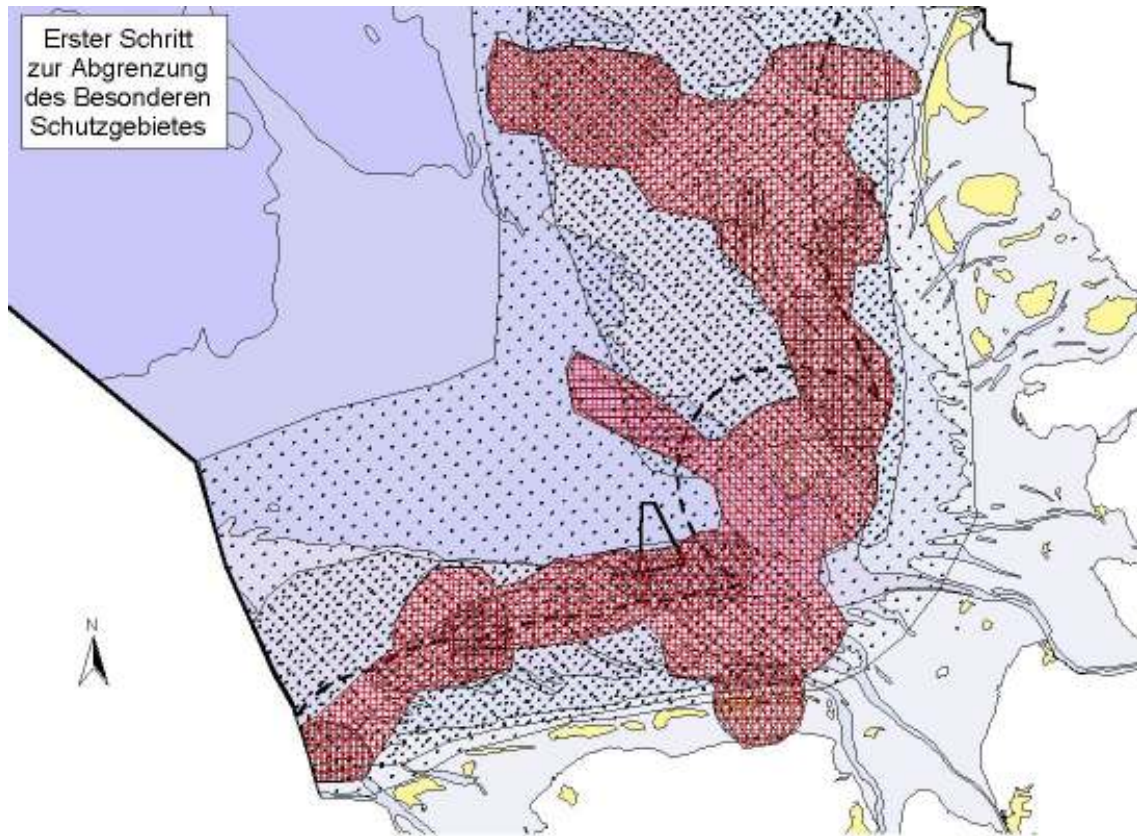 Erster Schritt
zur Abgrenzung
des Besonderen
Schutzgebietes
N